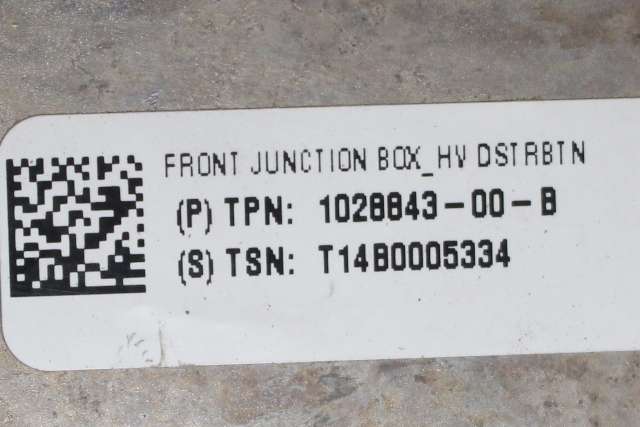 FRONT JUNCTION BOX_HV DSTRBTN
(P) TPN: 1028843-00-B
(S) TSN: T14B0005334